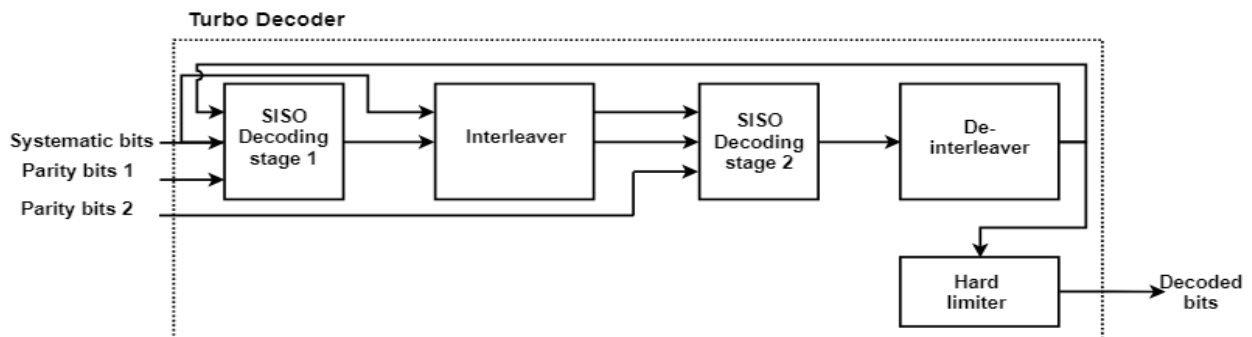 Turbo Decoder
Systematic bits
Parity bits 1
Parity bits 2
SISO
Decoding
stage 1
Interleaver
SISO
Decoding
stage 2
De-
interleaver
Hard
limiter
Decoded
bits